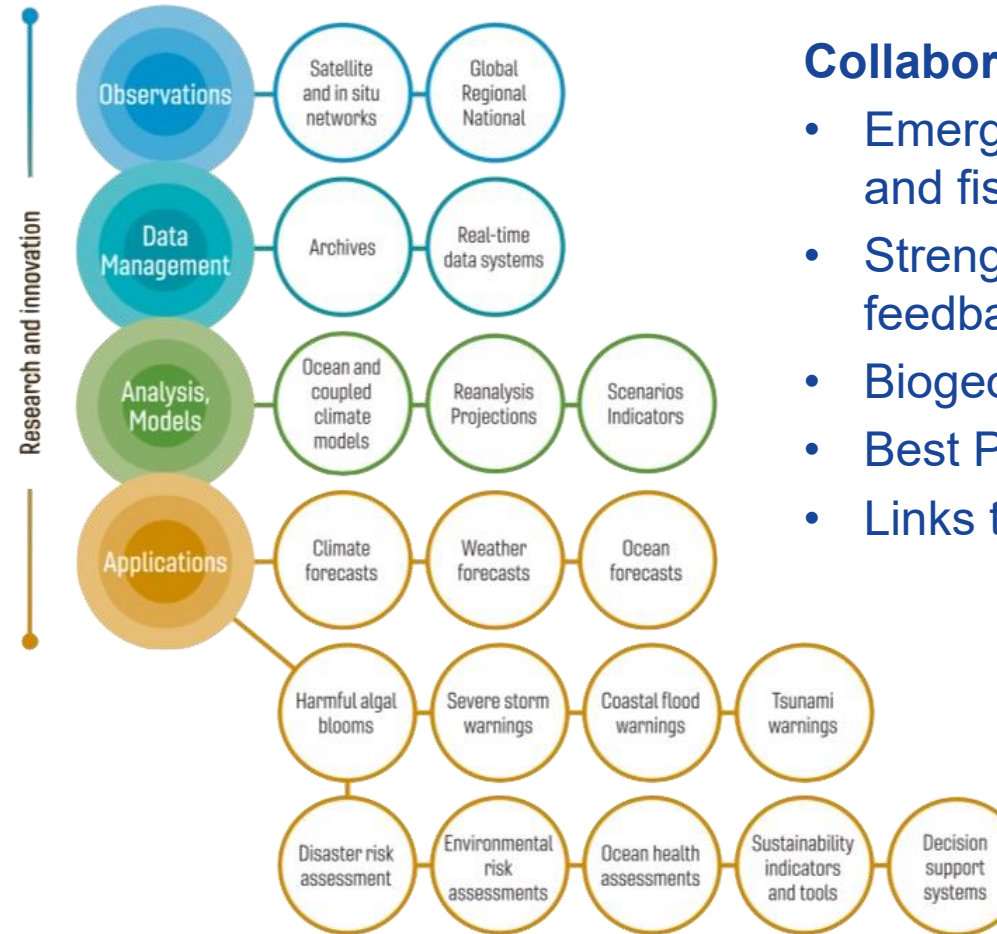 Research and innovation
Observations
Satellite
and in situ
networks
Global
Regional
National
Data
Management
Archives
Real-time
data systems
Analysis,
Models
Ocean and
coupled
climate
models
Reanalysis
Projections
Scenarios
Indicators
Applications
Climate
forecasts
Weather
forecasts
Ocean
forecasts
Harmful algal
blooms
Severe storm
warnings
Coastal flood
warnings
Tsunami
warnings
Disaster risk
assessment
Environmental
risk
assessments
Ocean health
assessments
Sustainability
indicators
and tools
Decision
support
systems
Collabor
• Emerg
and fis
• Streng
feedba
• Bioge
• Best P
• Links t